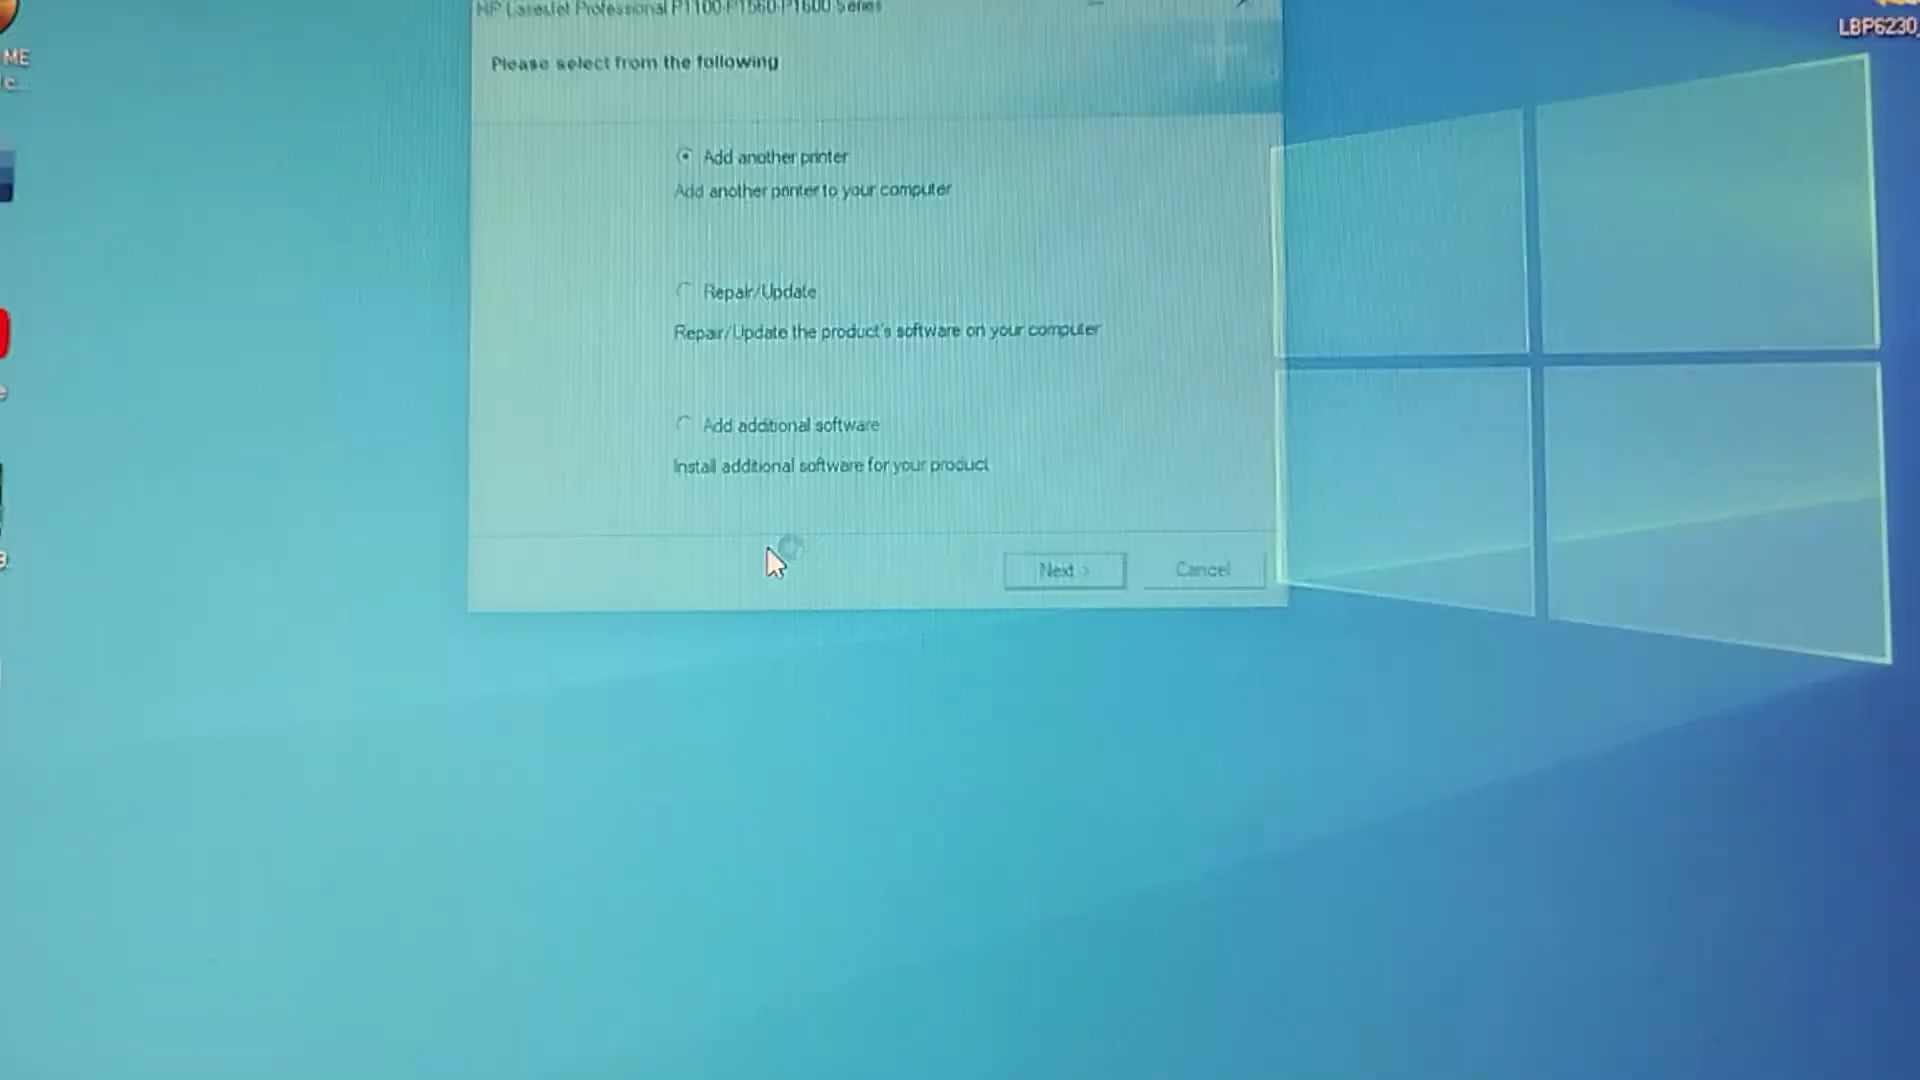 HP LaserJet Professional P1100-P1560-P1600 Series
LBP6230
ME
Please select from the following
Add another printer
Add another printer to your computer
Repair/Update
Repair/Update the product's software on your computer
Add additional software
Install additional software for your product
Next >
Cancel